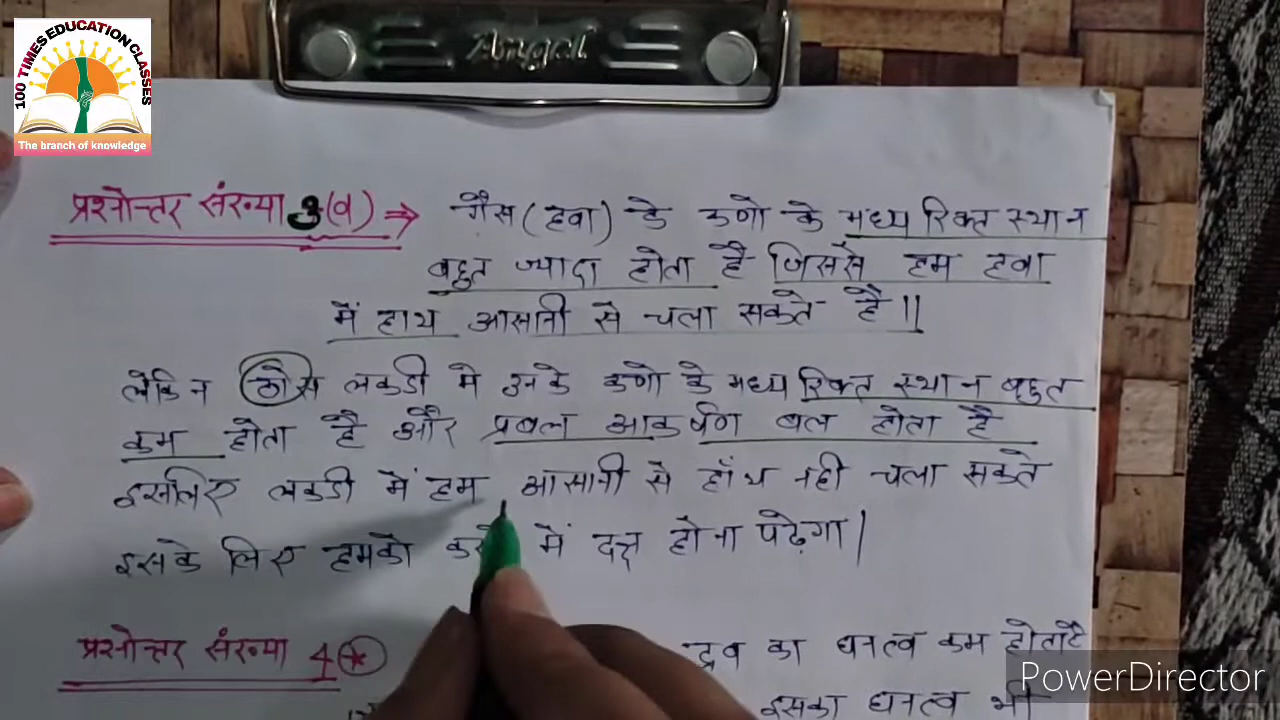 Angel
100 TIMES EDUCATION CLASSES
The branch of knowledge
प्रश्नोत्तर संख्या 3(व) ⇒ गैस (हवा) के कणो के मध्य रिक्त स्थान
बहुत ज्यादा होता है जिससे हम हवा
में हाथ आसानी से चला सकते है॥
लेकिन ठोस लकडी मे उनके कणो के मध्य रिक्त स्थान बहुत
कम होता है और प्रबल आकर्षण बल होता है
इसलिए लकडी में हम आसानी से हाँथ नही चला सकते
इसके लिए हमको में दक्ष होना पढ़ेगा|
प्रश्नोत्तर संख्या 4 द्रव का घनत्व कम होता है
इसका घनत्व भी
PowerDirector